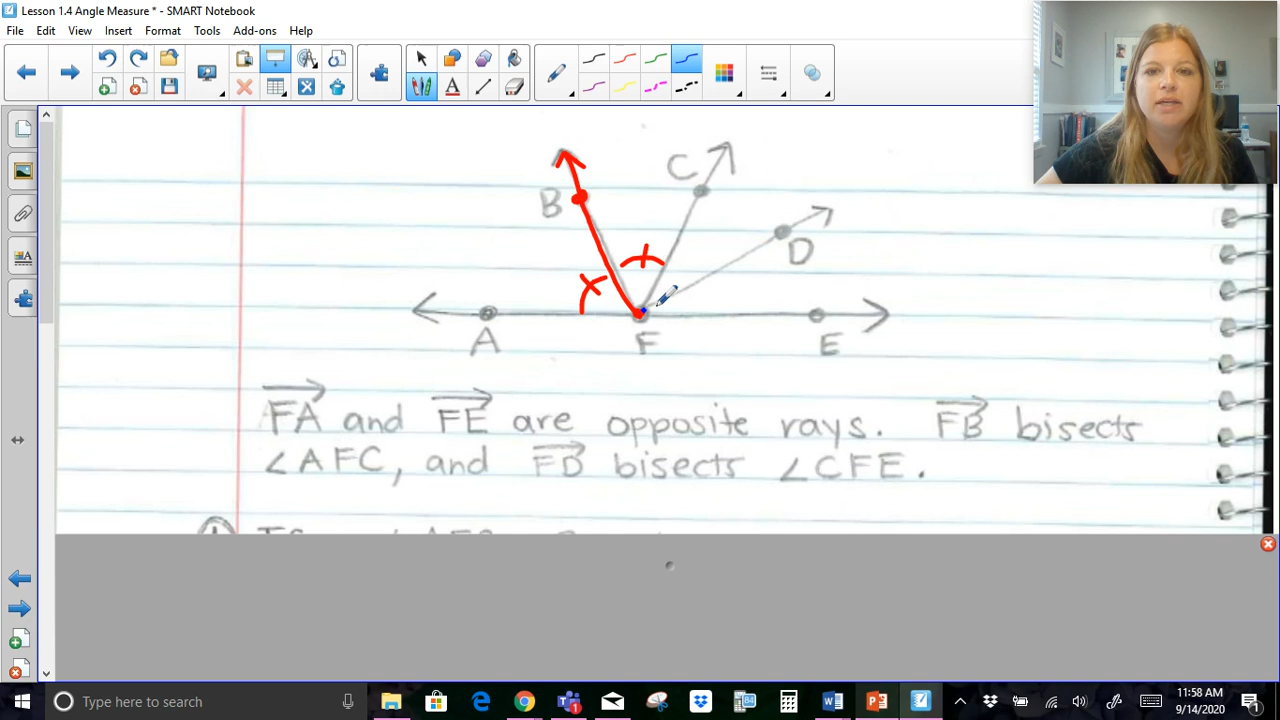 Lesson 1.4 Angle Measure * - SMART Notebook
File Edit View Insert Format Tools Add-ons Help
B C D
A F E
FA and FE are opposite rays. FB bisects
∠AFC, and FD bisects ∠CFE.
Type here to search
11:58 AM
9/14/2020